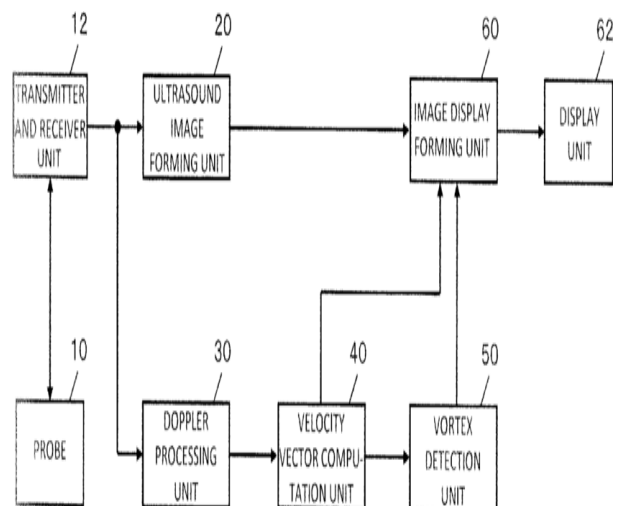 12
20
60
62
TRANSMITTER
AND RECEIVER
UNIT
ULTRASOUND
IMAGE
FORMING UNIT
IMAGE DISPLAY
FORMING UNIT
DISPLAY
UNIT
10
30
40
50
PROBE
DOPPLER
PROCESSING
UNIT
VELOCITY
VECTOR COMPU-
TATION UNIT
VORTEX
DETECTION
UNIT